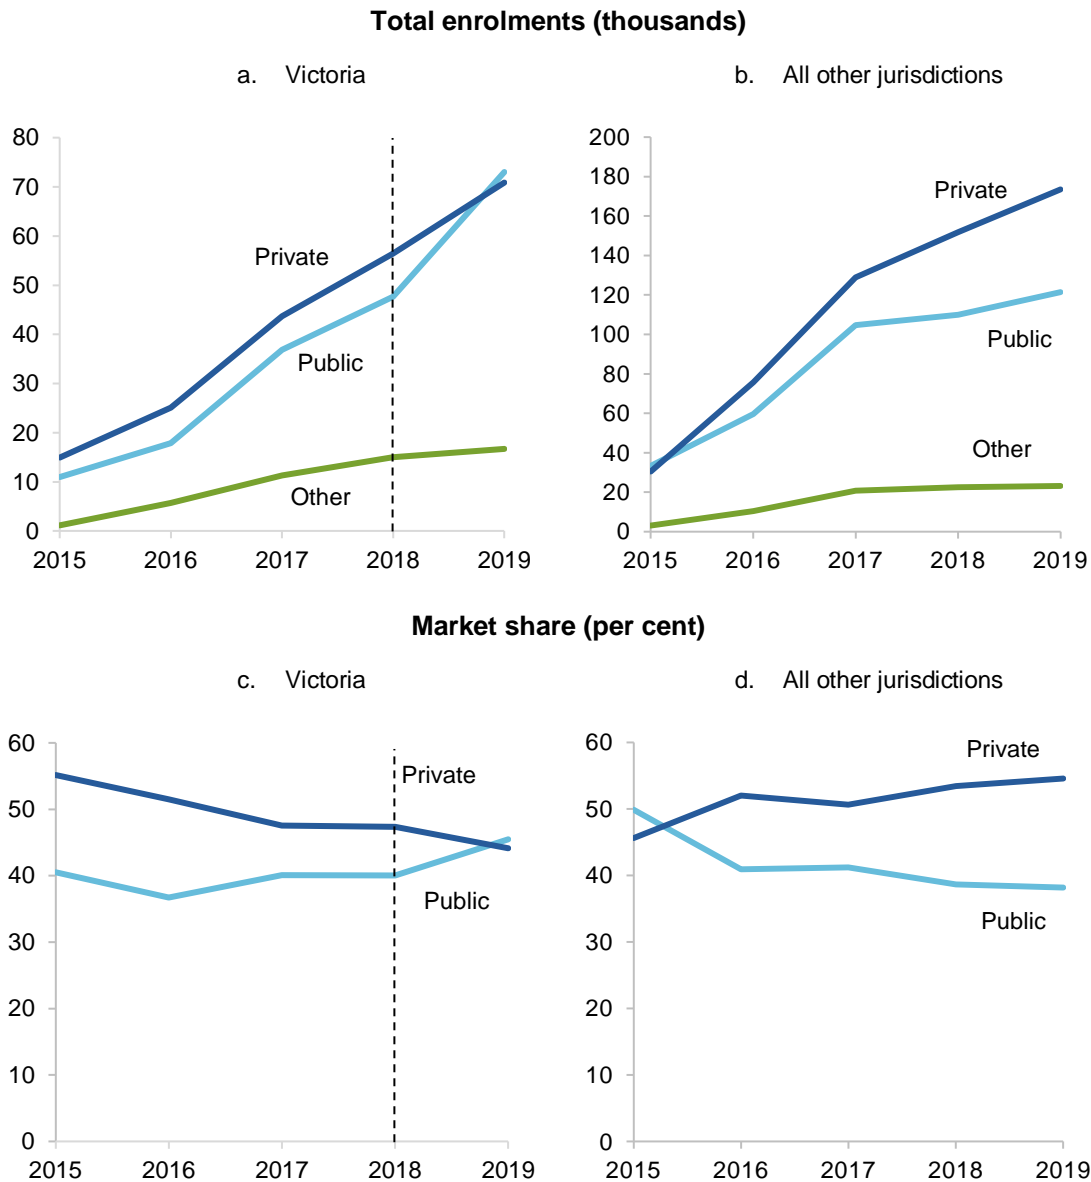 Total enrolments (thousands)
a. Victoria
b. All other jurisdictions
80
70
60
50
40
30
20
10
0
Private
Public
Other
2015 2016 2017 2018 2019
200
180
160
140
120
100
80
60
40
20
0
Private
Public
Other
2015 2016 2017 2018 2019
Market share (per cent)
c. Victoria
d. All other jurisdictions
60
50
40
30
20
10
0
Private
Public
2015 2016 2017 2018 2019
60
50
40
30
20
10
0
Private
Public
2015 2016 2017 2018 2019